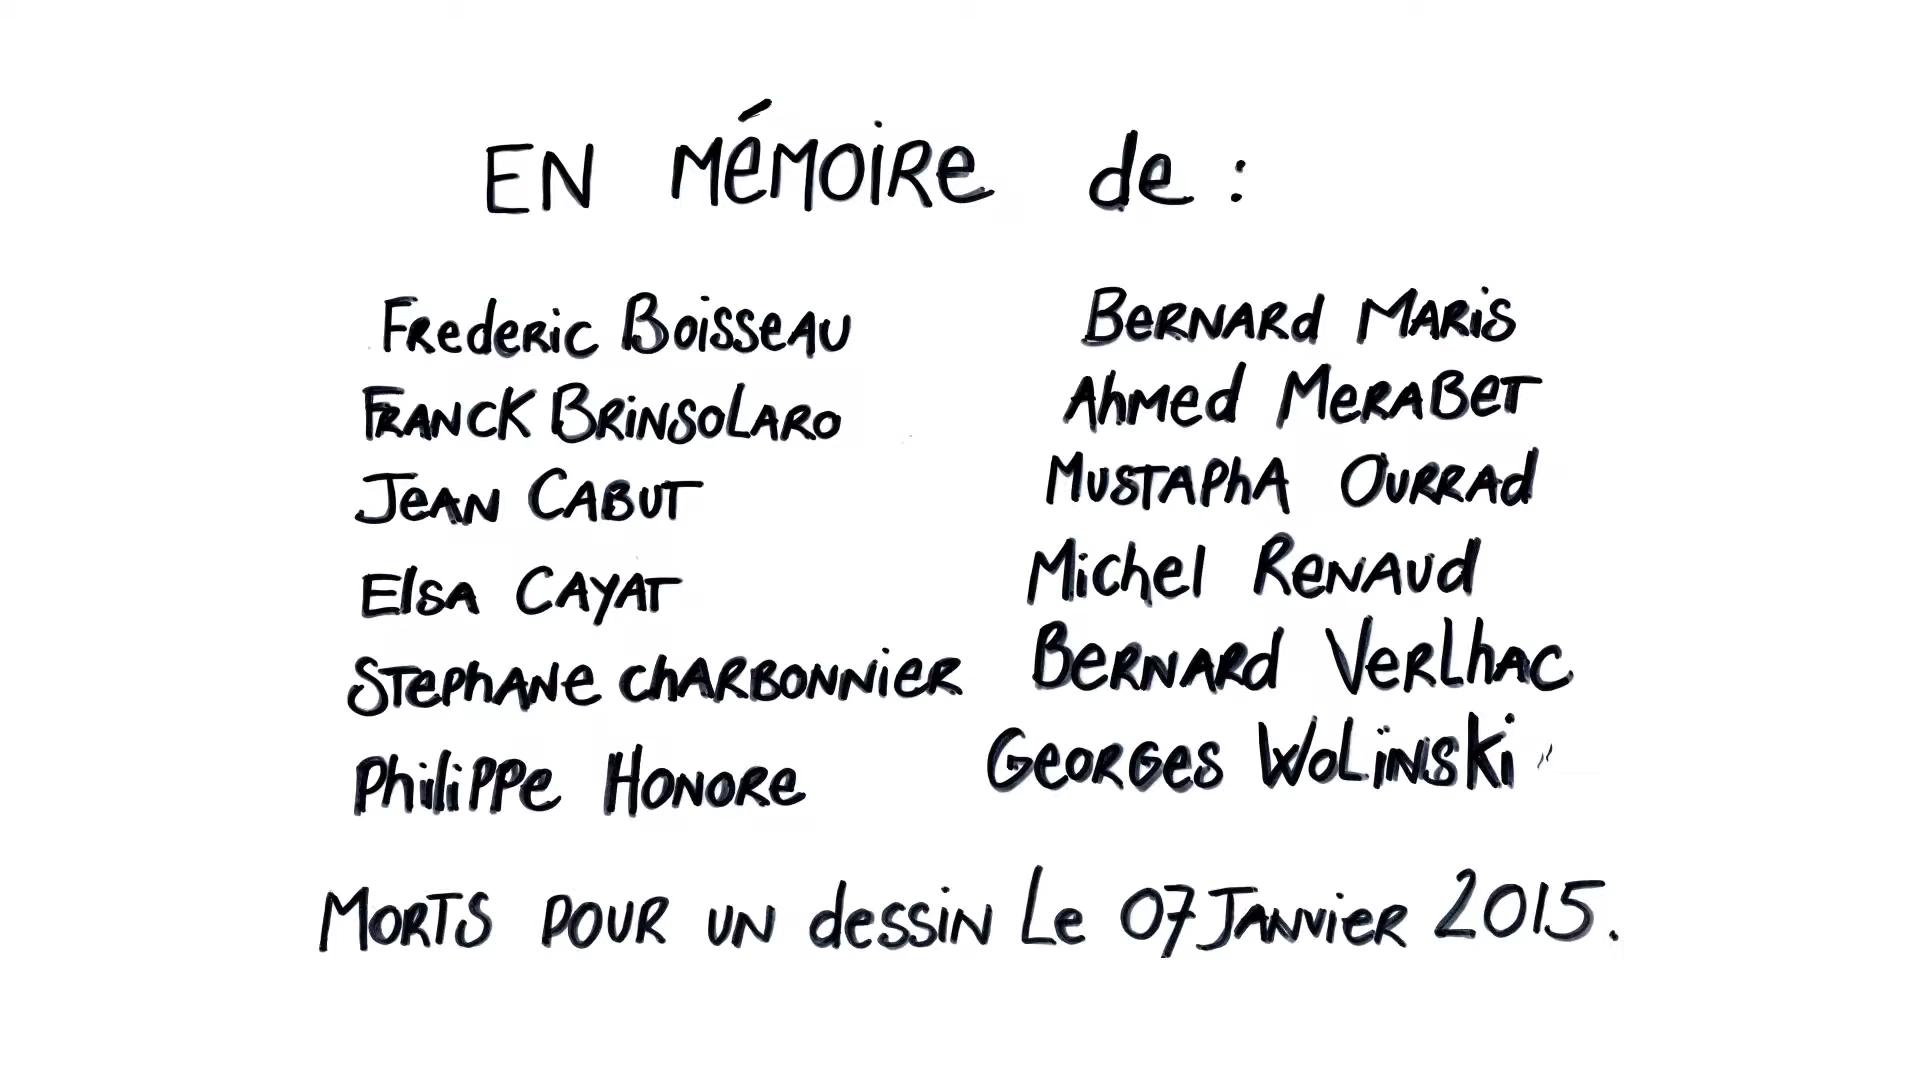 EN MéMOiRe de :
FRedeRic BoisseAU
FRANCK BRiNSOLARO
JeAN CABUT
ElSA CAYAT
STephANe chARBONNieR
PhiliPPe HONORe
BeRNARd MARiS
AhMed MeRABeT
MUSTAPhA OURRAd
Michel ReNAUd
BeRNARd VeRLhAC
GeORGes WOLiNSki
MORTS POUR UN dessiN Le 07 JANvieR 2015.